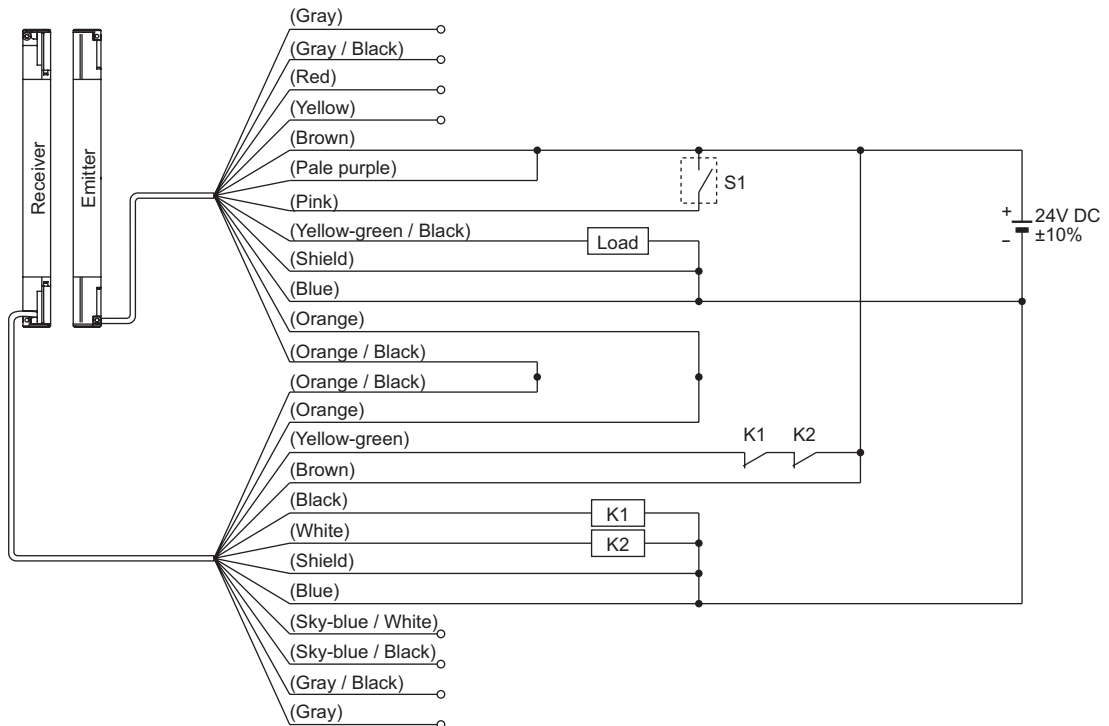 Receiver
Emitter
(Gray)
(Gray / Black)
(Red)
(Yellow)
(Brown)
(Pale purple)
(Pink)
S1
(Yellow-green / Black)
Load
(Shield)
(Blue)
+ 24V DC
− ±10%
(Orange)
(Orange / Black)
(Orange / Black)
(Orange)
(Yellow-green)
K1 K2
(Brown)
(Black)
K1
(White)
K2
(Shield)
(Blue)
(Sky-blue / White)
(Sky-blue / Black)
(Gray / Black)
(Gray)